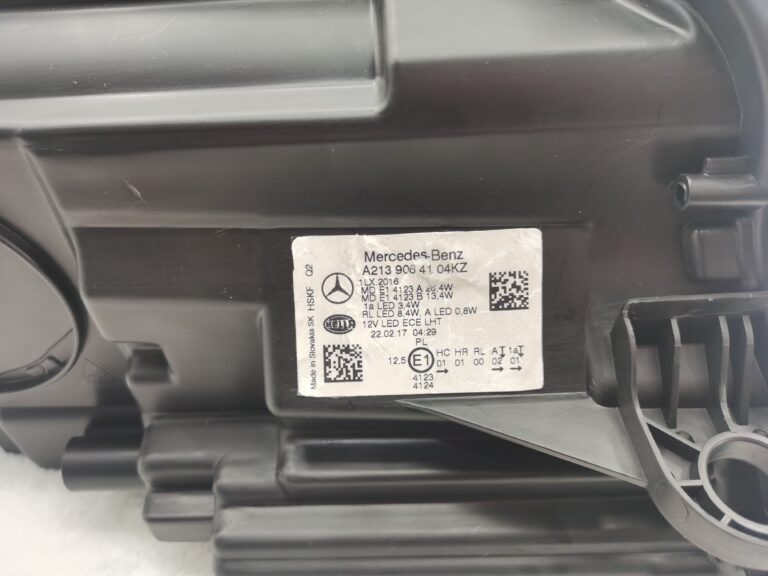 Mercedes-Benz
A213 906 41 04KZ
1LX.2016
MD E1 4123 A 26,4W
MD E1 4123 B 13,4W
1a LED 3,4W
RL LED 8,4W, A LED 0,8W
12V LED ECE LHT
22.02.17 04:29
PL
HC HR RL A 1a
12.5 E1 01 01 00 02 01
4123
4124
Made in Slovakia SK HSKF Q2
HELLA